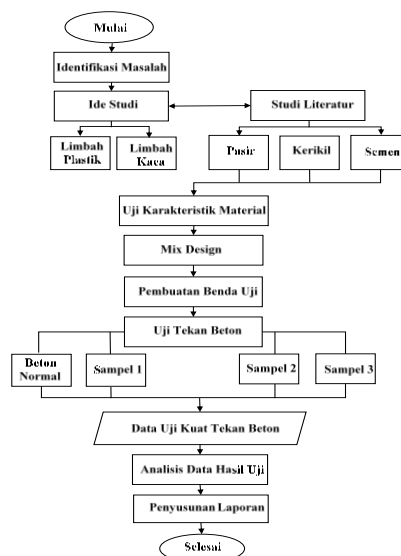 Mulai
Identifikasi Masalah
Ide Studi
Studi Literatur
Limbah
Plastik
Limbah
Kaca
Pasir
Kerikil
Semen
Uji Karakteristik Material
Mix Design
Pembuatan Benda Uji
Uji Tekan Beton
Beton
Normal
Sampel 1
Sampel 2
Sampel 3
Data Uji Kuat Tekan Beton
Analisis Data Hasil Uji
Penyusunan Laporan
Selesai